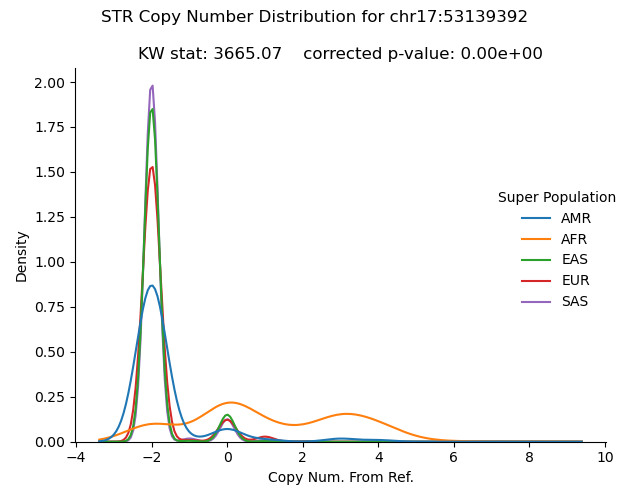 STR Copy Number Distribution for chr17:53139392
KW stat: 3665.07    corrected p-value: 0.00e+00
2.00
1.75
1.50
1.25
1.00
0.75
0.50
0.25
0.00
Density
Super Population
AMR
AFR
EAS
EUR
SAS
−4 −2 0 2 4 6 8 10
Copy Num. From Ref.